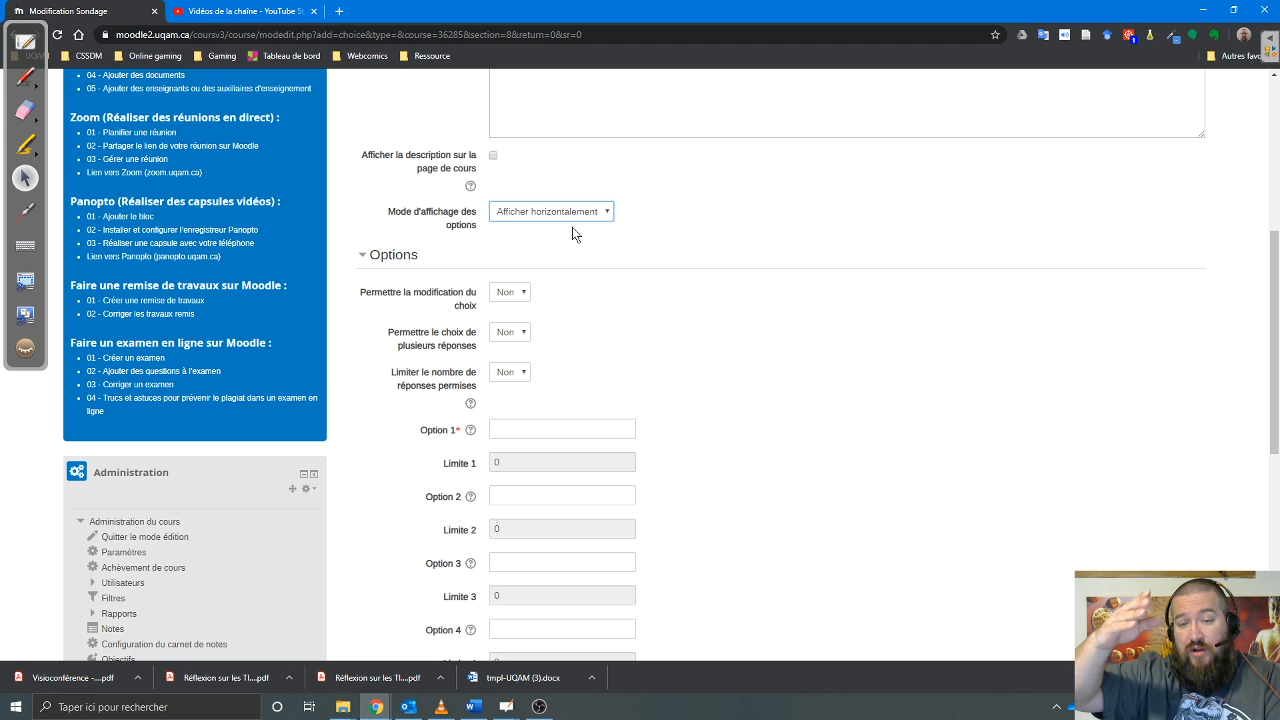 Modification Sondage
Vidéos de la chaîne - YouTube St
moodle2.uqam.ca/coursv3/course/modedit.php?add=choice&type=&course=36285&section=8&return=0&sr=0
UQAM
CSSDM
Online gaming
Gaming
Tableau de bord
Webcomics
Ressource
Autres favo
04 - Ajouter des documents
05 - Ajouter des enseignants ou des auxiliaires d'enseignement
Zoom (Réaliser des réunions en direct) :
01 - Planifier une réunion
02 - Partager le lien de votre réunion sur Moodle
03 - Gérer une réunion
Lien vers Zoom (zoom.uqam.ca)
Panopto (Réaliser des capsules vidéos) :
01 - Ajouter le bloc
02 - Installer et configurer l'enregistreur Panopto
03 - Réaliser une capsule avec votre téléphone
Lien vers Panopto (panopto.uqam.ca)
Faire une remise de travaux sur Moodle :
01 - Créer une remise de travaux
02 - Corriger les travaux remis
Faire un examen en ligne sur Moodle :
01 - Créer un examen
02 - Ajouter des questions à l'examen
03 - Corriger un examen
04 - Trucs et astuces pour prévenir le plagiat dans un examen en
ligne
Administration
Administration du cours
Quitter le mode édition
Paramètres
Achèvement de cours
Utilisateurs
Filtres
Rapports
Notes
Configuration du carnet de notes
Objectifs
Afficher la description sur la
page de cours
Mode d'affichage des
options
Afficher horizontalement
Options
Permettre la modification du
choix
Non
Permettre le choix de
plusieurs réponses
Non
Limiter le nombre de
réponses permises
Non
Option 1*
Limite 1
0
Option 2
Limite 2
0
Option 3
Limite 3
0
Option 4
Visioconférence -....pdf
Réflexion sur les TI....pdf
Réflexion sur les TI....pdf
tmpl-UQAM (3).docx
Taper ici pour rechercher